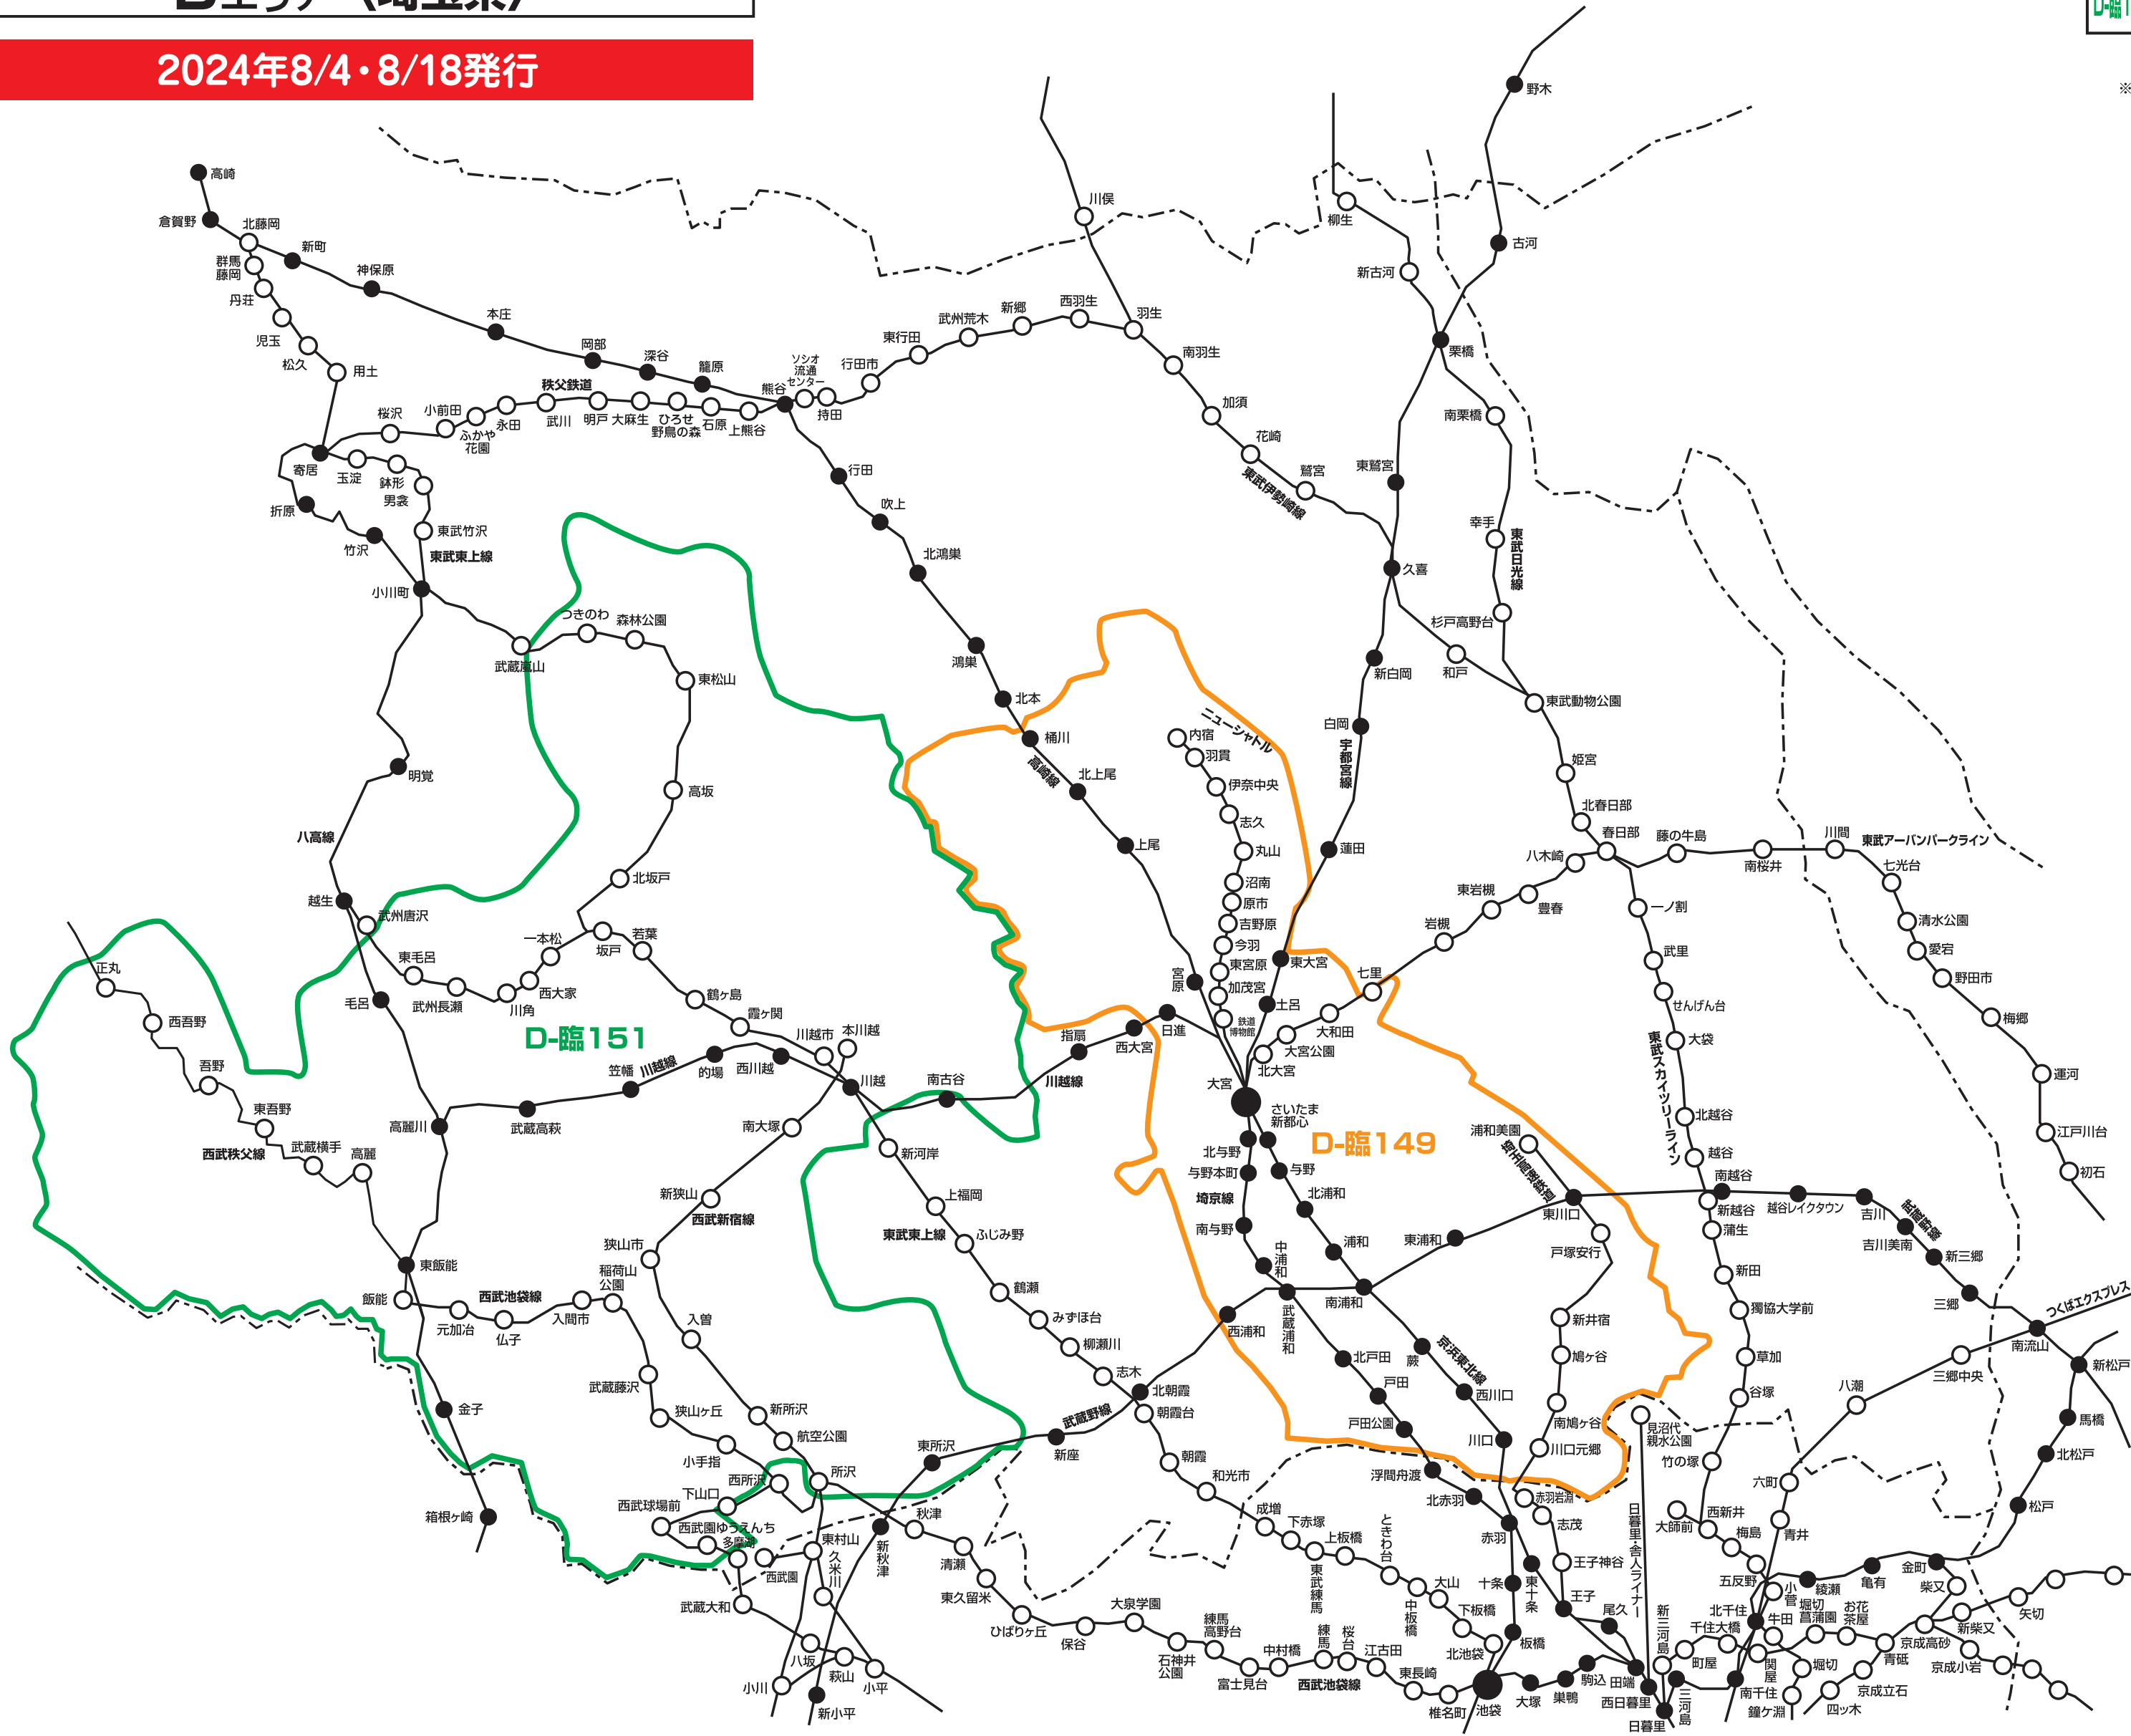 Dエリア（埼玉県）
D-臨1
2024年8/4・8/18発行
※
野木
高崎
倉賀野
北藤岡
新町
群馬
藤岡
神保原
丹荘
児玉
松久
用土
本庄
岡部
深谷
籠原
熊谷
ソシオ
流通
センター
持田
行田市
東行田
武州荒木
新郷
西羽生
羽生
川俣
柳生
新古河
古河
栗橋
南羽生
加須
花崎
鷲宮
東武伊勢崎線
東鷲宮
南栗橋
幸手
東武日光線
杉戸高野台
久喜
和戸
東武動物公園
新白岡
白岡
宇都宮線
蓮田
秩父鉄道
桜沢
小前田
ふかや
花園
永田
武川
明戸
大麻生
ひろせ
野鳥の森
石原
上熊谷
寄居
玉淀
鉢形
男衾
折原
竹沢
東武竹沢
東武東上線
小川町
行田
吹上
北鴻巣
鴻巣
北本
桶川
高崎線
北上尾
上尾
宮原
つきのわ
森林公園
武蔵嵐山
東松山
高坂
北坂戸
明覚
八高線
越生
武州唐沢
東毛呂
武州長瀬
川角
西大家
一本松
坂戸
若葉
鶴ヶ島
霞ヶ関
川越市
本川越
毛呂
D-臨151
川越線
笠幡
的場
西川越
川越
南古谷
川越線
指扇
西大宮
日進
ニューシャトル
内宿
羽貫
伊奈中央
志久
丸山
沼南
原市
吉野原
今羽
東宮原
加茂宮
鉄道
博物館
東大宮
土呂
大宮公園
北大宮
大和田
七里
岩槻
東岩槻
豊春
八木崎
春日部
北春日部
姫宮
藤の牛島
南桜井
川間
東武アーバンパークライン
七光台
清水公園
愛宕
野田市
梅郷
運河
江戸川台
初石
一ノ割
武里
せんげん台
大袋
東武スカイツリーライン
北越谷
越谷
南越谷
新越谷
越谷レイクタウン
吉川
武蔵野線
吉川美南
新三郷
三郷
南流山
つくばエクスプレス
新松戸
三郷中央
八潮
馬橋
北松戸
松戸
蒲生
新田
獨協大学前
草加
谷塚
竹の塚
六町
青井
西新井
大師前
梅島
五反野
小菅
綾瀬
亀有
金町
柴又
新柴又
矢切
京成高砂
京成小岩
青砥
京成立石
四ツ木
お花
茶屋
堀切
菖蒲園
牛田
北千住
千住大橋
関屋
堀切
鐘ケ淵
南千住
町屋
新三河島
三河島
日暮里
西日暮里
田端
駒込
巣鴨
大塚
池袋
尾久
王子
東十条
十条
板橋
赤羽
北赤羽
浮間舟渡
赤羽岩淵
志茂
王子神谷
日暮里・舎人ライナー
見沼代
親水公園
大宮
さいたま
新都心
北与野
与野本町
埼京線
南与野
中浦和
与野
北浦和
浦和
D-臨149
浦和美園
埼玉高速鉄道
東川口
戸塚安行
東浦和
南浦和
武蔵浦和
西浦和
北戸田
戸田
戸田公園
蕨
京浜東北線
西川口
川口
新井宿
鳩ヶ谷
南鳩ヶ谷
川口元郷
正丸
西吾野
吾野
東吾野
武蔵横手
高麗
西武秩父線
高麗川
武蔵高萩
東飯能
飯能
元加治
仏子
西武池袋線
入間市
稲荷山
公園
狭山市
新狭山
南大塚
西武新宿線
入曽
武蔵藤沢
狭山ヶ丘
小手指
新所沢
航空公園
所沢
西所沢
下山口
西武球場前
西武園ゆうえんち
多摩湖
西武園
武蔵大和
東村山
久米川
八坂
萩山
小平
小川
新小平
新秋津
秋津
東所沢
清瀬
東久留米
ひばりヶ丘
保谷
大泉学園
石神井
公園
練馬
高野台
富士見台
中村橋
西武池袋線
練馬
桜台
江古田
東長崎
椎名町
金子
箱根ヶ崎
新河岸
上福岡
東武東上線
ふじみ野
鶴瀬
みずほ台
柳瀬川
志木
北朝霞
朝霞台
武蔵野線
新座
朝霞
和光市
成増
下赤塚
東武練馬
上板橋
ときわ台
中板橋
大山
下板橋
北池袋